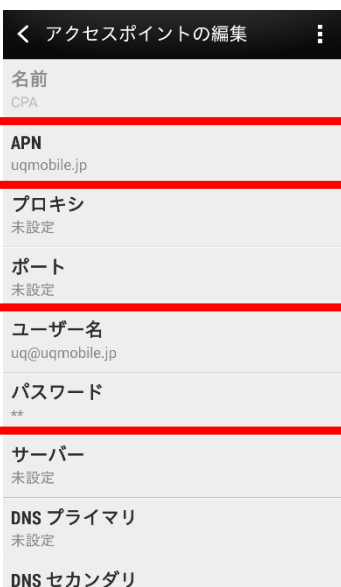 アクセスポイントの編集
名前
CPA
APN
uqmobile.jp
プロキシ
未設定
ポート
未設定
ユーザー名
uq@uqmobile.jp
パスワード
**
サーバー
未設定
DNS プライマリ
未設定
DNS セカンダリ